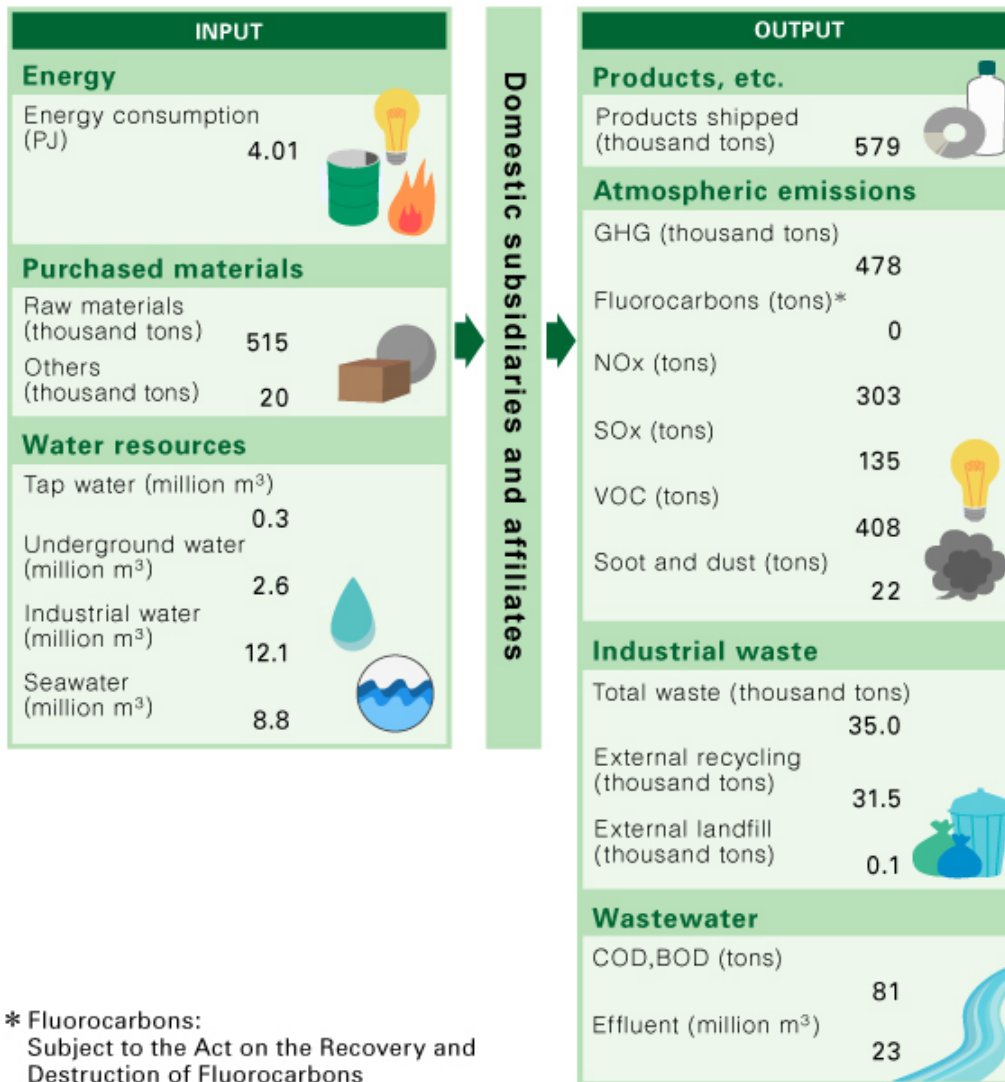 INPUT
Energy
Energy consumption
(PJ)
4.01
Purchased materials
Raw materials
(thousand tons)
515
Others
(thousand tons)
20
Water resources
Tap water (million m³)
0.3
Underground water
(million m³)
2.6
Industrial water
(million m³)
12.1
Seawater
(million m³)
8.8
Domestic subsidiaries and affiliates
OUTPUT
Products, etc.
Products shipped
(thousand tons)
579
Atmospheric emissions
GHG (thousand tons)
478
Fluorocarbons (tons)*
0
NOx (tons)
303
SOx (tons)
135
VOC (tons)
408
Soot and dust (tons)
22
Industrial waste
Total waste (thousand tons)
35.0
External recycling
(thousand tons)
31.5
External landfill
(thousand tons)
0.1
Wastewater
COD,BOD (tons)
81
Effluent (million m³)
23
* Fluorocarbons:
Subject to the Act on the Recovery and
Destruction of Fluorocarbons